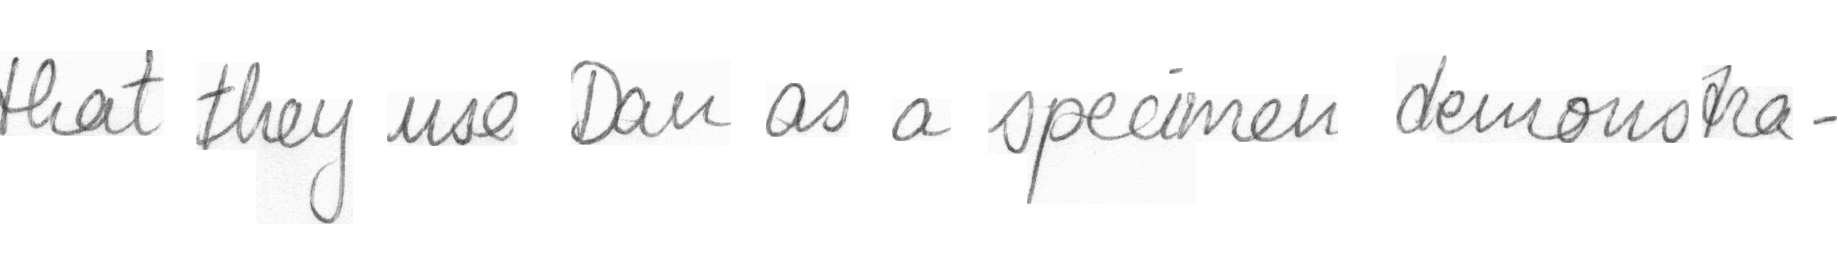 that they use Dan as a specimen demonstra-